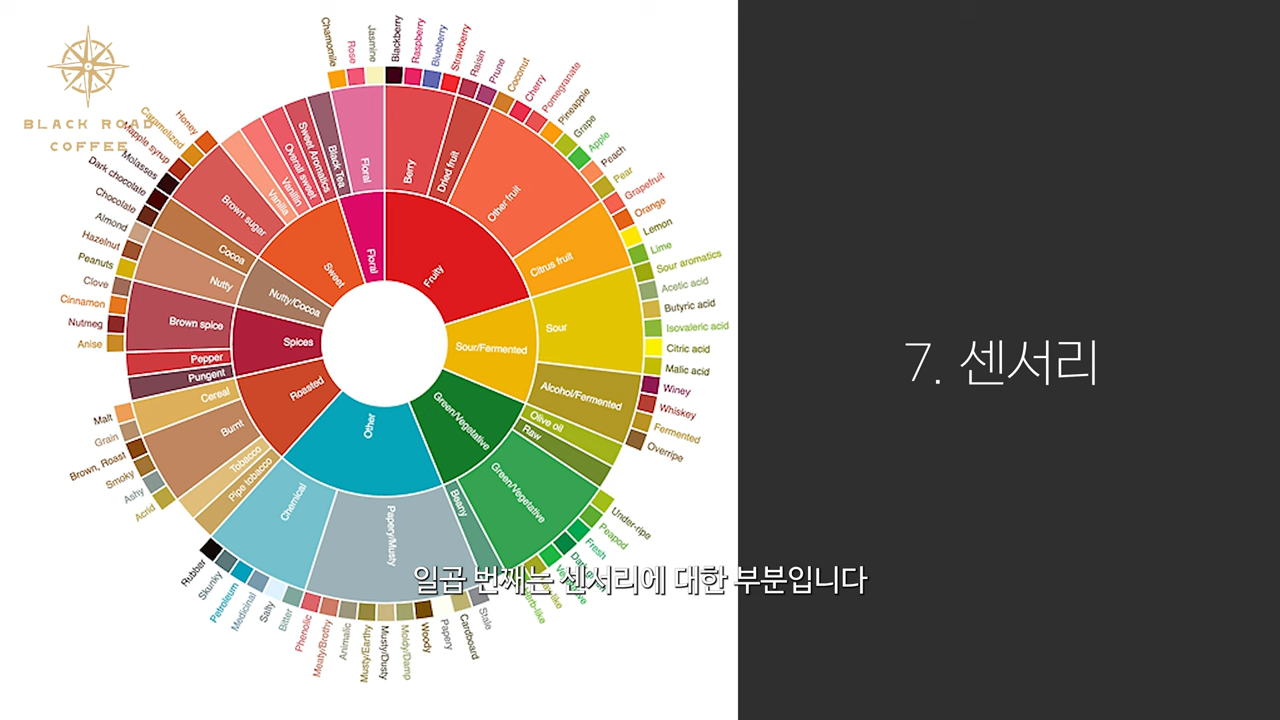 BLACK ROAD
COFFEE
7. 센서리
일곱 번째는 센서리에 대한 부분입니다
Fruity
Sour/Fermented
Green/Vegetative
Other
Roasted
Spices
Nutty/Cocoa
Sweet
Floral
Berry
Dried fruit
Other fruit
Citrus fruit
Sour
Alcohol/Fermented
Olive oil
Raw
Green/Vegetative
Beany
Papery/Musty
Chemical
Pipe tobacco
Tobacco
Burnt
Cereal
Pungent
Pepper
Brown spice
Nutty
Cocoa
Brown sugar
Vanilla
Vanillin
Overall sweet
Sweet Aromatics
Black Tea
Floral
Blackberry
Raspberry
Blueberry
Strawberry
Raisin
Prune
Coconut
Cherry
Pomegranate
Pineapple
Grape
Apple
Peach
Pear
Grapefruit
Orange
Lemon
Lime
Sour aromatics
Acetic acid
Butyric acid
Isovaleric acid
Citric acid
Malic acid
Winey
Whiskey
Fermented
Overripe
Under-ripe
Peapod
Fresh
Stale
Cardboard
Papery
Woody
Moldy/Damp
Musty/Dusty
Musty/Earthy
Animalic
Meaty/Brothy
Phenolic
Bitter
Salty
Medicinal
Petroleum
Skunky
Rubber
Acrid
Ashy
Smoky
Brown, Roast
Grain
Malt
Anise
Nutmeg
Cinnamon
Clove
Peanuts
Hazelnut
Almond
Chocolate
Dark chocolate
Molasses
Mapple syrup
Caramelized
Honey
Chamomile
Rose
Jasmine